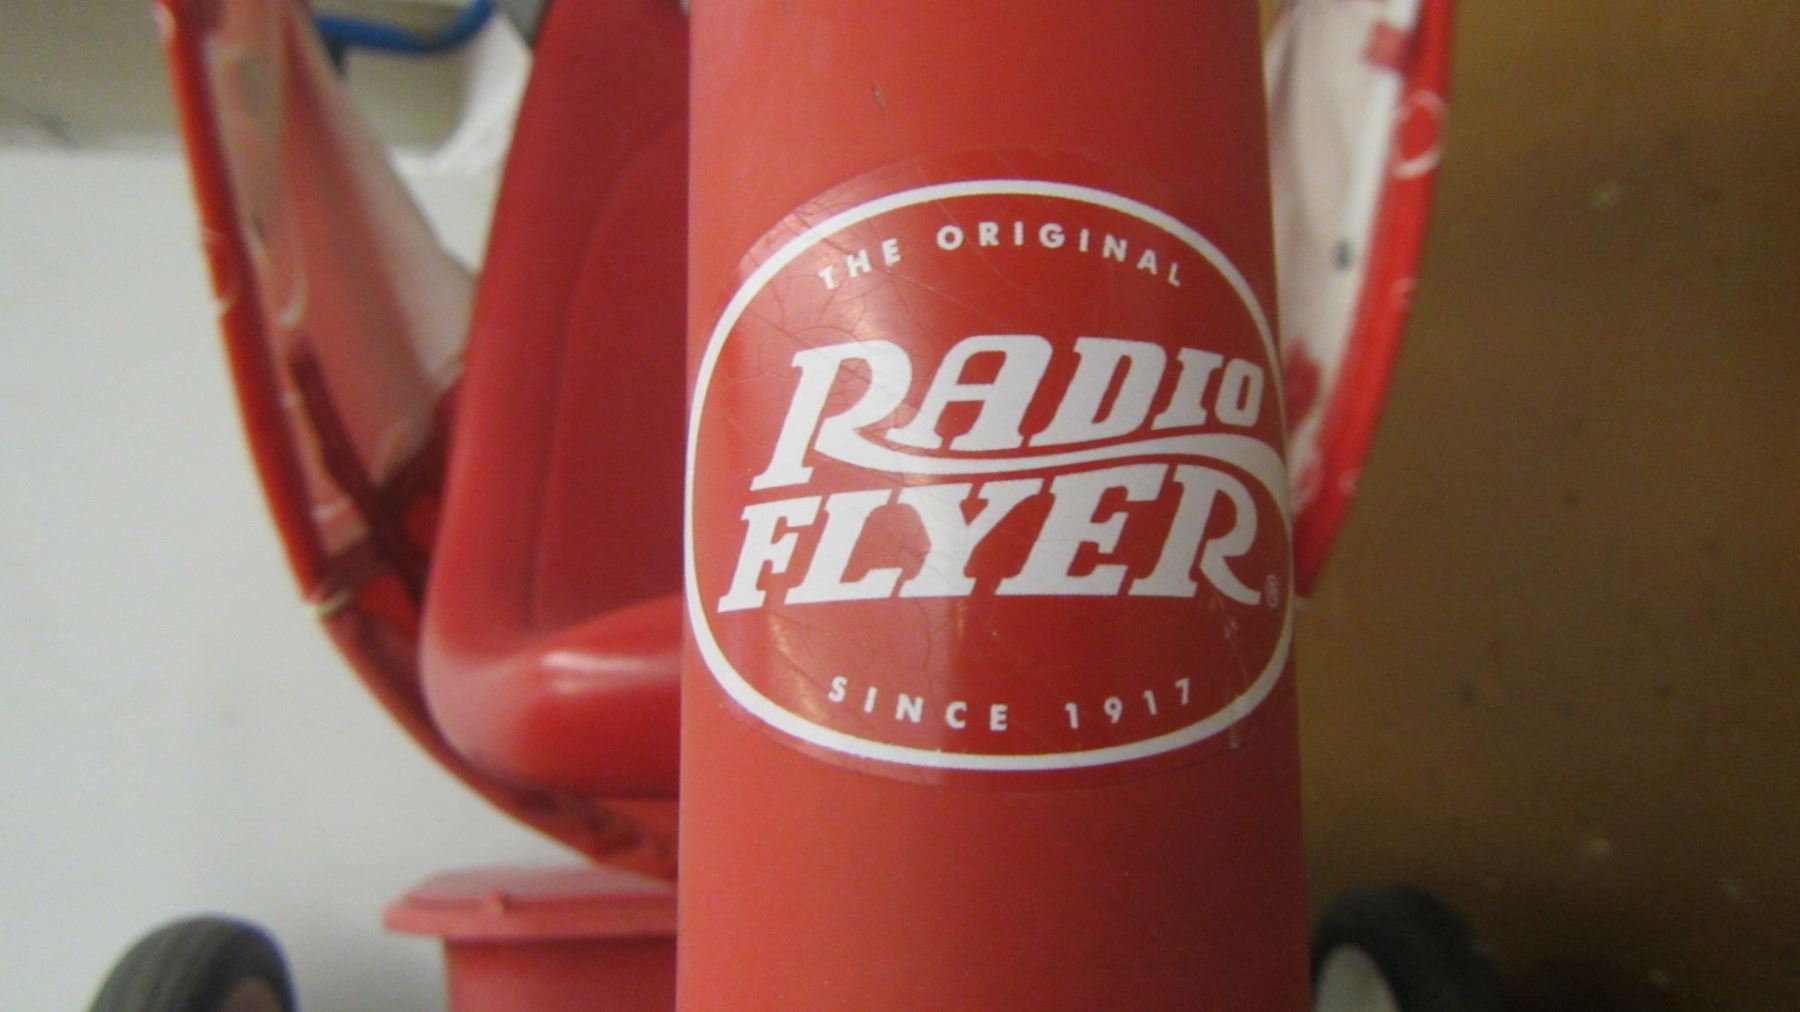 THE ORIGINAL
RADIO
FLYER®
SINCE 1917